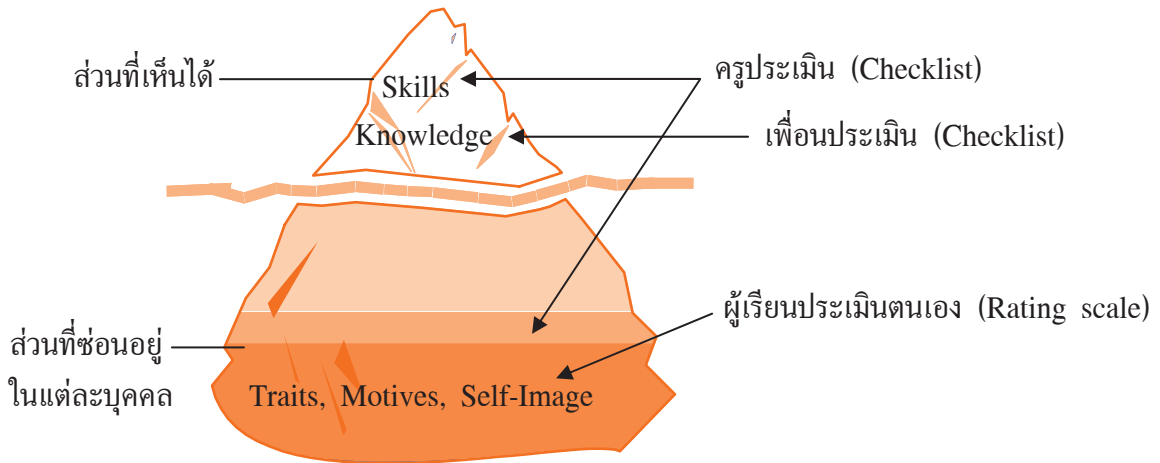 ส่วนที่เห็นได้
Skills
Knowledge
ครูประเมิน (Checklist)
เพื่อนประเมิน (Checklist)
ผู้เรียนประเมินตนเอง (Rating scale)
ส่วนที่ซ่อนอยู่
ในแต่ละบุคคล
Traits, Motives, Self-Image